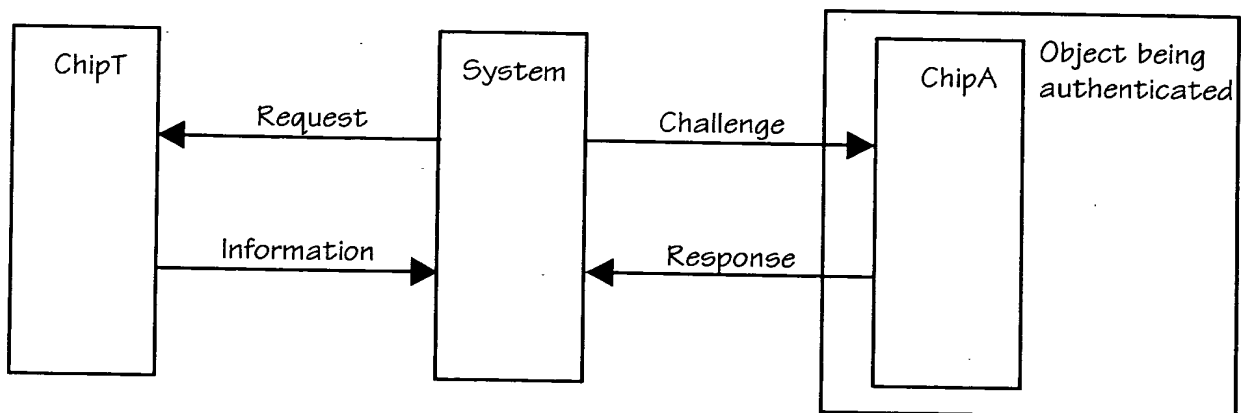 ChipT
System
ChipA
Object being
authenticated
Request
Challenge
Information
Response